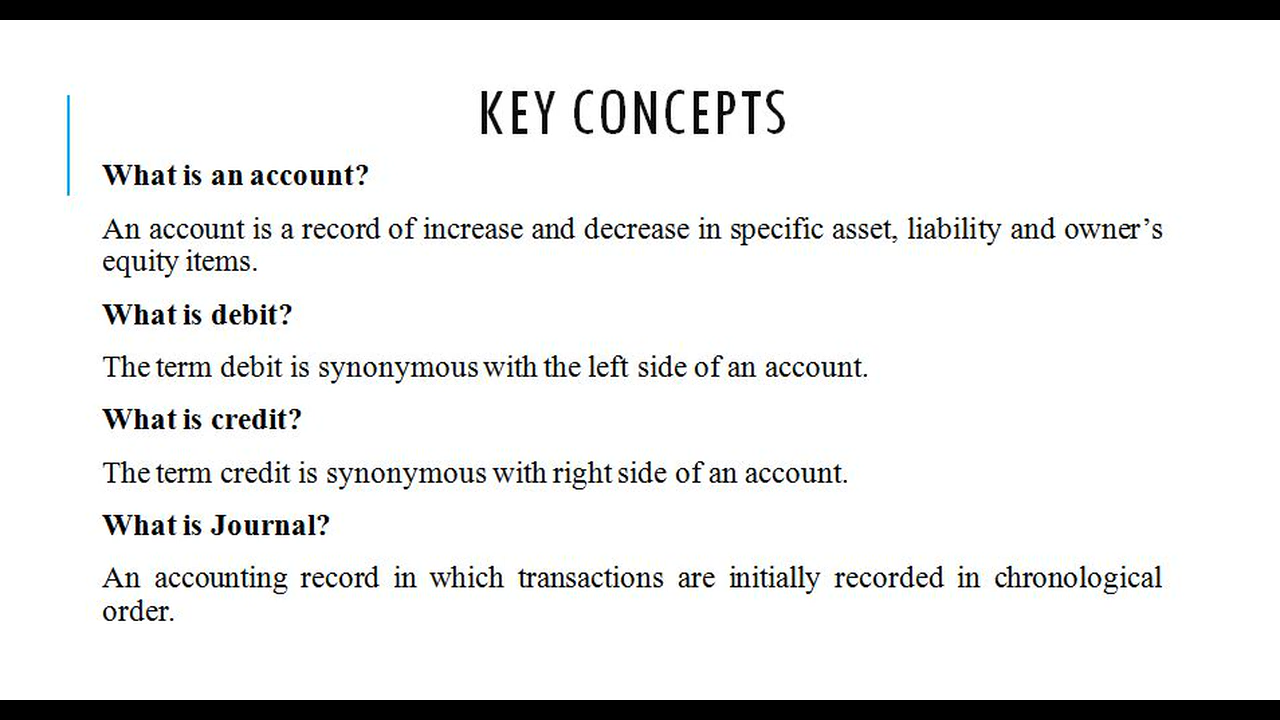 KEY CONCEPTS
What is an account?
An account is a record of increase and decrease in specific asset, liability and owner’s
equity items.
What is debit?
The term debit is synonymous with the left side of an account.
What is credit?
The term credit is synonymous with right side of an account.
What is Journal?
An accounting record in which transactions are initially recorded in chronological
order.